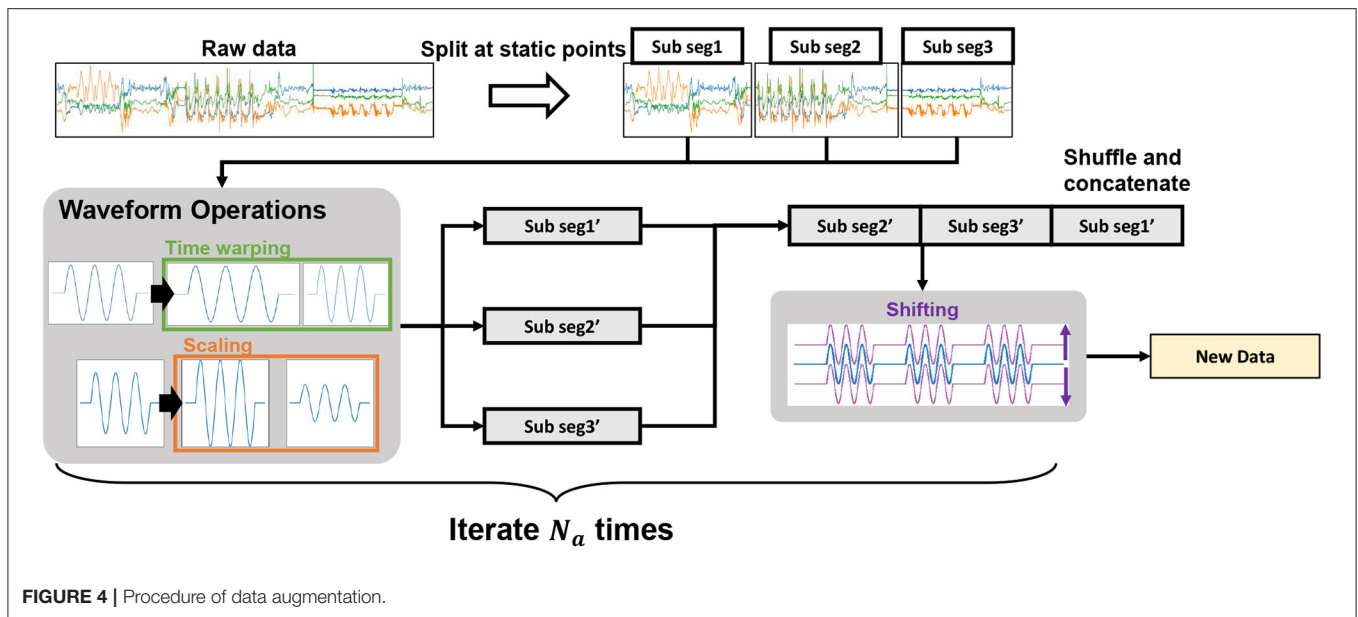 Raw data
Split at static points
Sub seg1
Sub seg2
Sub seg3
Waveform Operations
Time warping
Scaling
Sub seg1’
Sub seg2’
Sub seg3’
Shuffle and
concatenate
Sub seg2’
Sub seg3’
Sub seg1’
Shifting
New Data
Iterate Nₐ times
FIGURE 4 | Procedure of data augmentation.